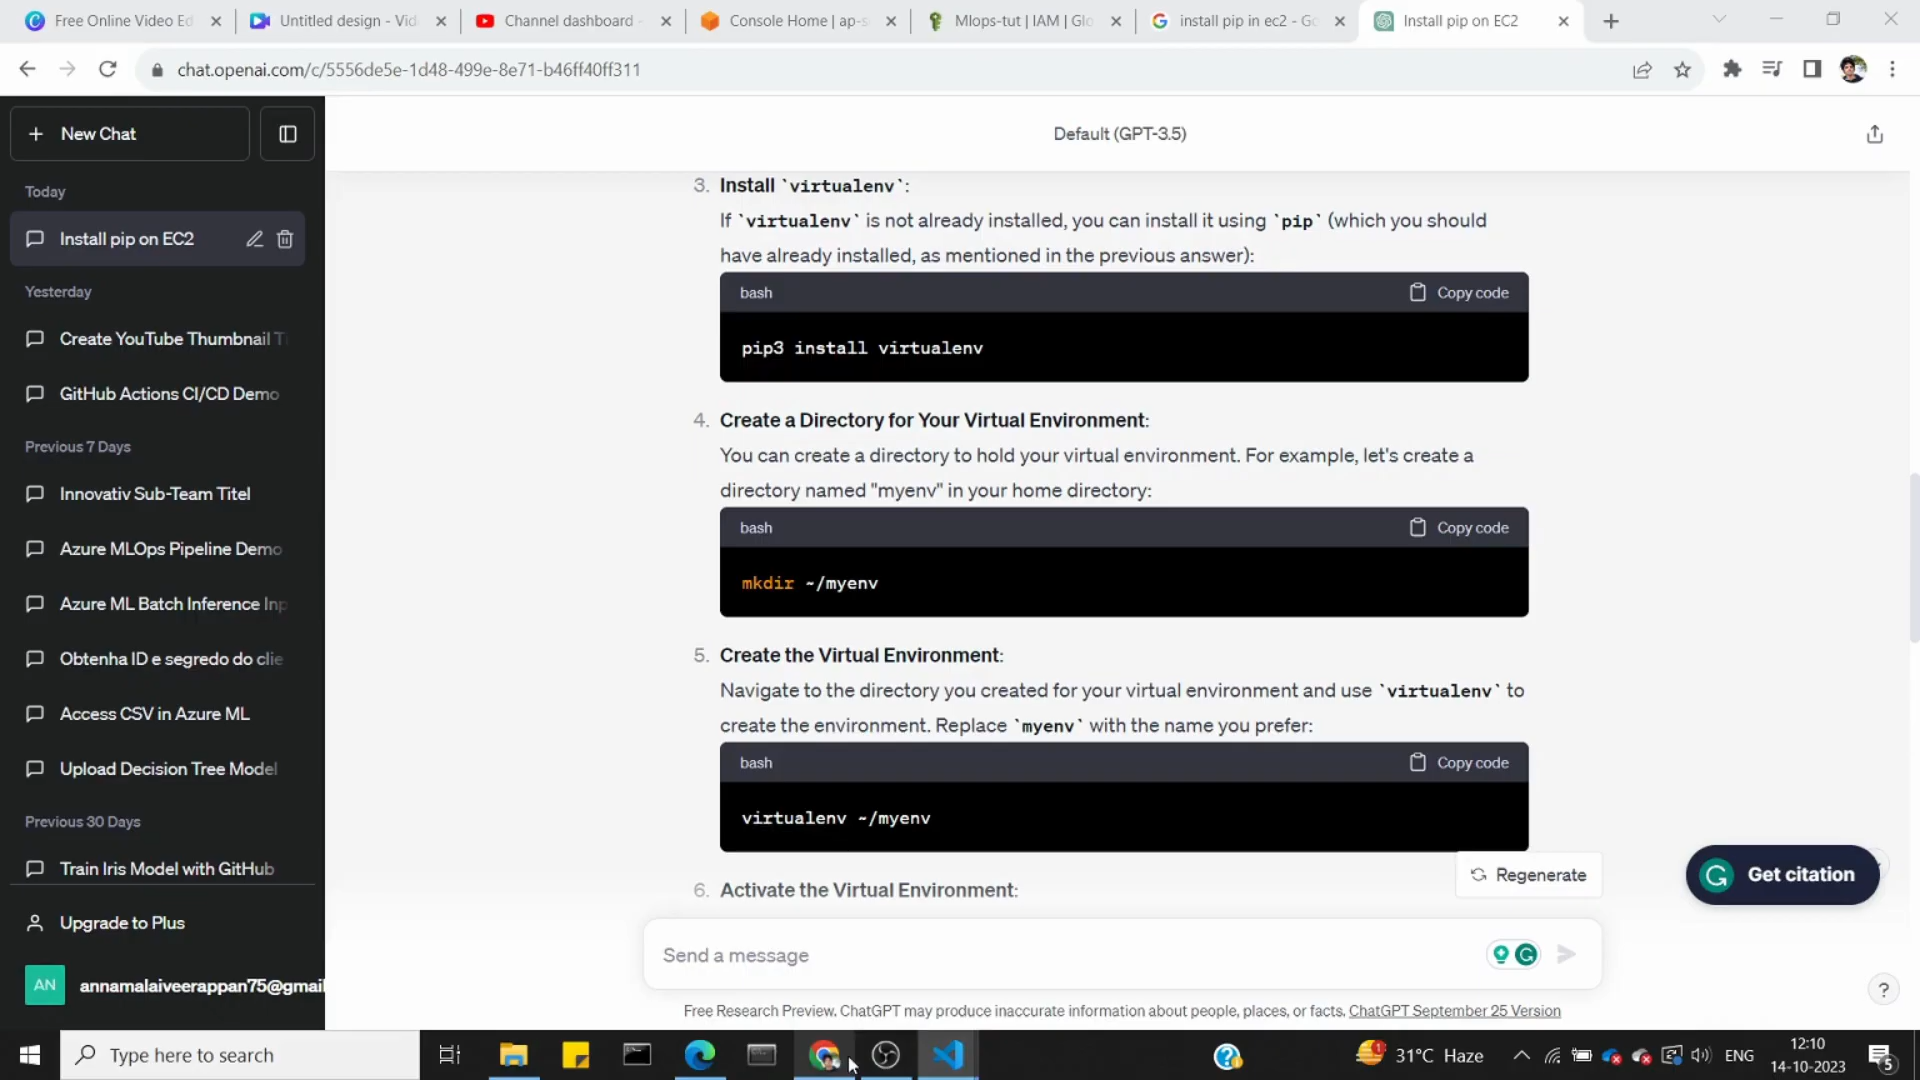 Free Online Video Ed
Untitled design - Vid
Channel dashboard -
Console Home | ap-s
Mlops-tut | IAM | Glo
install pip in ec2 - Go
Install pip on EC2
chat.openai.com/c/5556de5e-1d48-499e-8e71-b46ff40ff311
New Chat
Default (GPT-3.5)
Today
Install pip on EC2
Yesterday
Create YouTube Thumbnail T
GitHub Actions CI/CD Demo
Previous 7 Days
Innovativ Sub-Team Titel
Azure MLOps Pipeline Demo
Azure ML Batch Inference Inp
Obtenha ID e segredo do clie
Access CSV in Azure ML
Upload Decision Tree Model
Previous 30 Days
Train Iris Model with GitHub
Upgrade to Plus
AN
annamalaiveerappan75@gmail
3. Install `virtualenv`:
If `virtualenv` is not already installed, you can install it using `pip` (which you should
have already installed, as mentioned in the previous answer):
bash
Copy code
pip3 install virtualenv
4. Create a Directory for Your Virtual Environment:
You can create a directory to hold your virtual environment. For example, let's create a
directory named "myenv" in your home directory:
bash
Copy code
mkdir ~/myenv
5. Create the Virtual Environment:
Navigate to the directory you created for your virtual environment and use `virtualenv` to
create the environment. Replace `myenv` with the name you prefer:
bash
Copy code
virtualenv ~/myenv
Regenerate
Get citation
6. Activate the Virtual Environment:
Send a message
?
Free Research Preview. ChatGPT may produce inaccurate information about people, places, or facts. ChatGPT September 25 Version
Type here to search
1
31°C Haze
ENG
12:10
14-10-2023
5